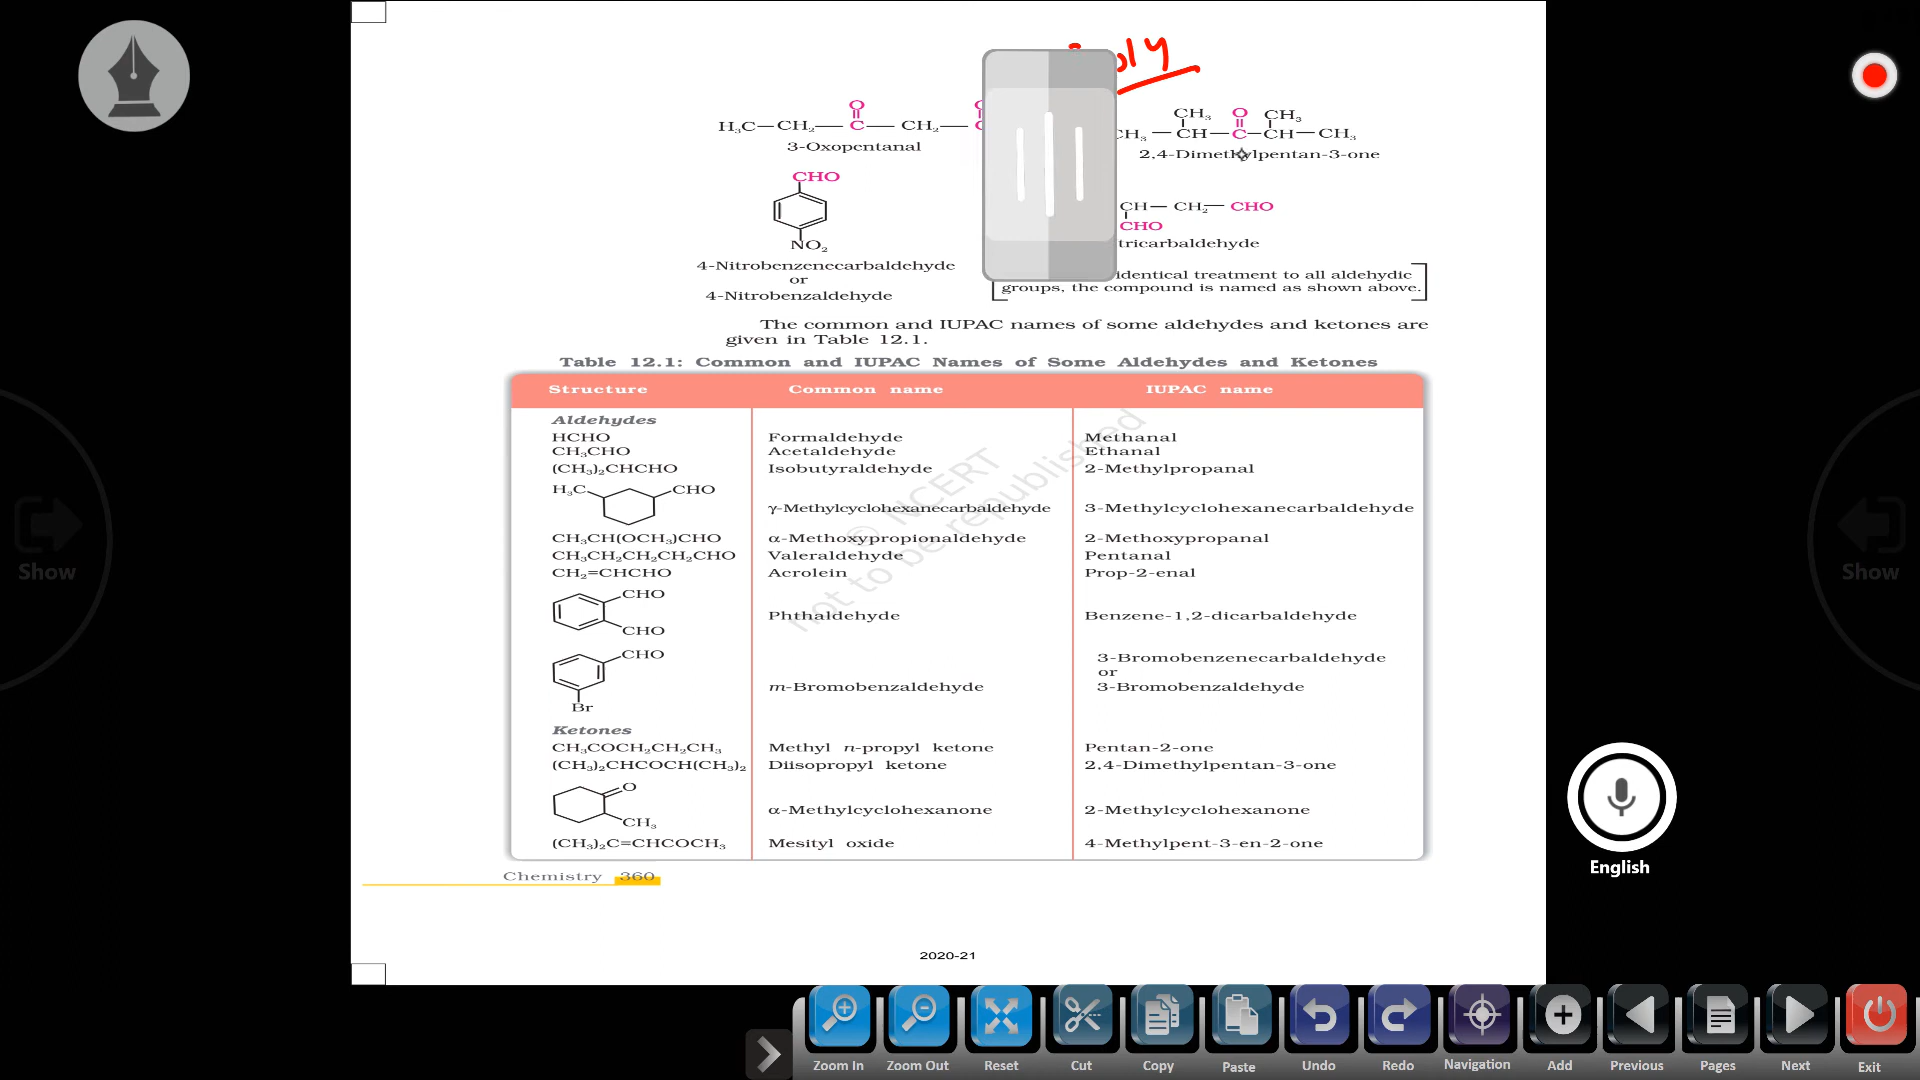 H₃C—CH₂—C—CH₂—
O
3-Oxopentanal
CH₃ O CH₃
CH₃—CH—C—CH—CH₃
2,4-Dimethylpentan-3-one
CHO
NO₂
4-Nitrobenzenecarbaldehyde
or
4-Nitrobenzaldehyde
CH—CH₂—CHO
CHO
tricarbaldehyde
identical treatment to all aldehydic
groups, the compound is named as shown above.
The common and IUPAC names of some aldehydes and ketones are
given in Table 12.1.
Table 12.1: Common and IUPAC Names of Some Aldehydes and Ketones
Structure Common name IUPAC name
Aldehydes
HCHO Formaldehyde Methanal
CH₃CHO Acetaldehyde Ethanal
(CH₃)₂CHCHO Isobutyraldehyde 2-Methylpropanal
H₃C CHO
γ-Methylcyclohexanecarbaldehyde 3-Methylcyclohexanecarbaldehyde
CH₃CH(OCH₃)CHO α-Methoxypropionaldehyde 2-Methoxypropanal
CH₃CH₂CH₂CH₂CHO Valeraldehyde Pentanal
CH₂=CHCHO Acrolein Prop-2-enal
CHO
CHO
Phthaldehyde Benzene-1,2-dicarbaldehyde
CHO
Br
m-Bromobenzaldehyde
3-Bromobenzenecarbaldehyde
or
3-Bromobenzaldehyde
Ketones
CH₃COCH₂CH₂CH₃ Methyl n-propyl ketone Pentan-2-one
(CH₃)₂CHCOCH(CH₃)₂ Diisopropyl ketone 2,4-Dimethylpentan-3-one
O
CH₃
α-Methylcyclohexanone 2-Methylcyclohexanone
(CH₃)₂C=CHCOCH₃ Mesityl oxide 4-Methylpent-3-en-2-one
© NCERT
not to be republished
Chemistry 360
2020-21
Show
Show
English
Zoom In Zoom Out Reset Cut Copy Paste Undo Redo Navigation Add Previous Pages Next Exit